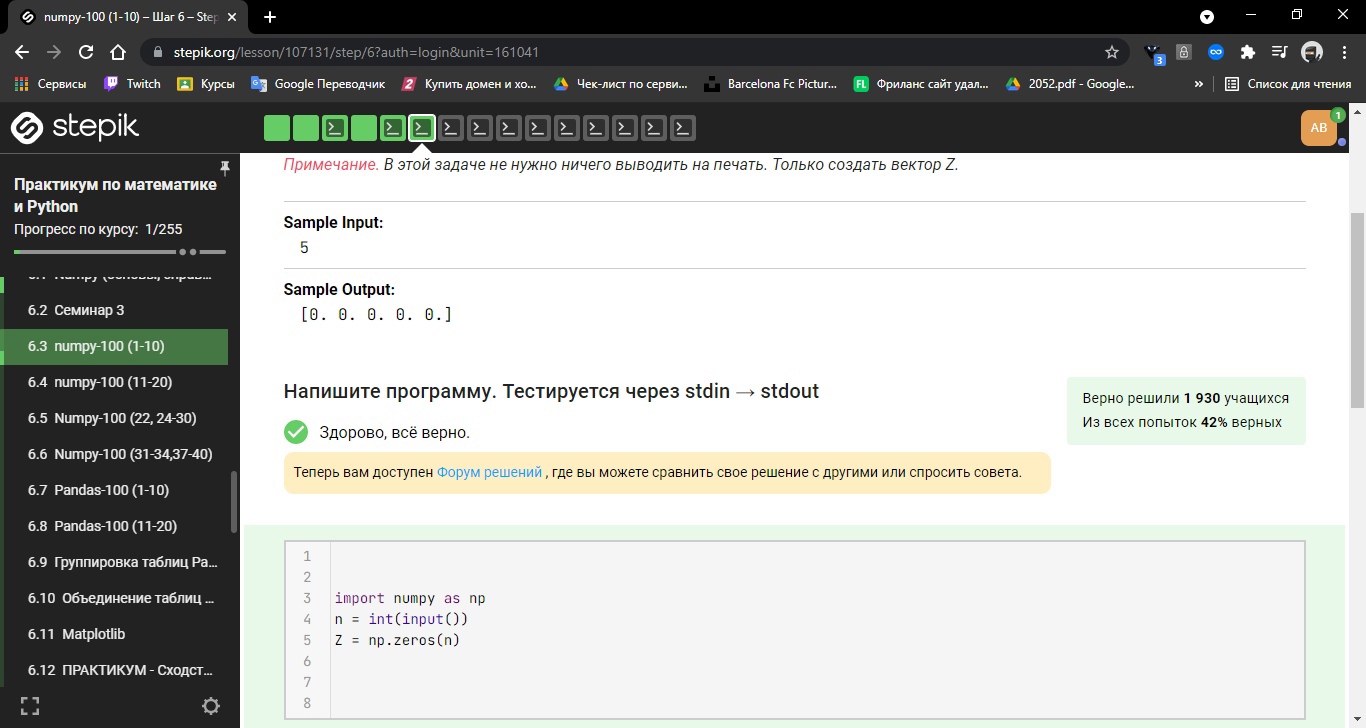 numpy-100 (1-10) – Шаг 6 – Step
stepik.org/lesson/107131/step/6?auth=login&unit=161041
3
Сервисы
Twitch
Курсы
Google Переводчик
Купить домен и хо...
Чек-лист по серви...
Barcelona Fc Pictur...
FL
Фриланс сайт удал...
2052.pdf - Google...
»
Список для чтения
stepik
АВ
1
Практикум по математике
и Python
Прогресс по курсу: 1/255
6.2 Семинар 3
6.3 numpy-100 (1-10)
6.4 numpy-100 (11-20)
6.5 Numpy-100 (22, 24-30)
6.6 Numpy-100 (31-34,37-40)
6.7 Pandas-100 (1-10)
6.8 Pandas-100 (11-20)
6.9 Группировка таблиц Pa...
6.10 Объединение таблиц ...
6.11 Matplotlib
6.12 ПРАКТИКУМ - Сходст...
Примечание. В этой задаче не нужно ничего выводить на печать. Только создать вектор Z.
Sample Input:
5
Sample Output:
[0. 0. 0. 0. 0.]
Напишите программу. Тестируется через stdin → stdout
Верно решили 1 930 учащихся
Из всех попыток 42% верных
Здорово, всё верно.
Теперь вам доступен Форум решений , где вы можете сравнить свое решение с другими или спросить совета.
1
2
3 import numpy as np
4 n = int(input())
5 Z = np.zeros(n)
6
7
8